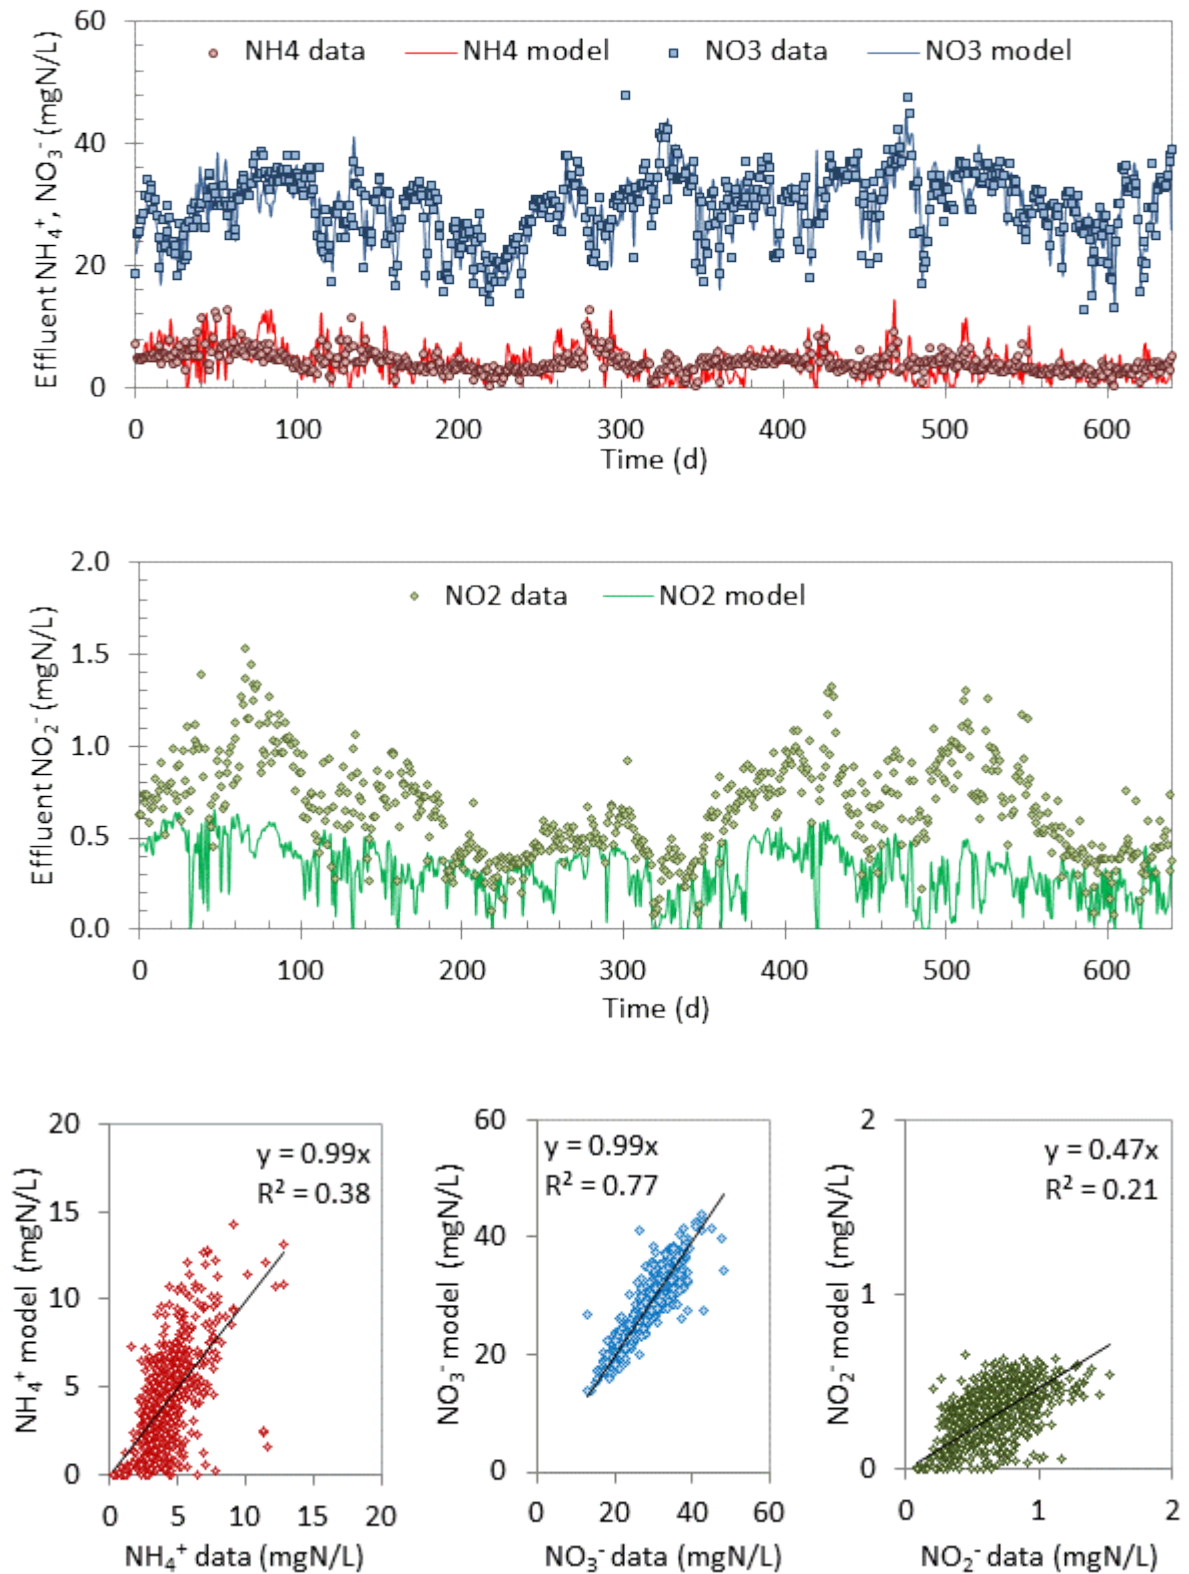 60
NH4 data NH4 model NO3 data NO3 model
40
20
0
Effluent NH₄⁺, NO₃⁻ (mgN/L)
0 100 200 300 400 500 600
Time (d)
2.0
NO2 data NO2 model
1.5
1.0
0.5
0.0
Effluent NO₂⁻ (mgN/L)
0 100 200 300 400 500 600
Time (d)
20
y = 0.99x
R² = 0.38
15
10
5
0
NH₄⁺ model (mgN/L)
0 5 10 15 20
NH₄⁺ data (mgN/L)
60
y = 0.99x
R² = 0.77
40
20
0
NO₃⁻ model (mgN/L)
0 20 40 60
NO₃⁻ data (mgN/L)
2
y = 0.47x
R² = 0.21
1
0
NO₂⁻ model (mgN/L)
0 1 2
NO₂⁻ data (mgN/L)